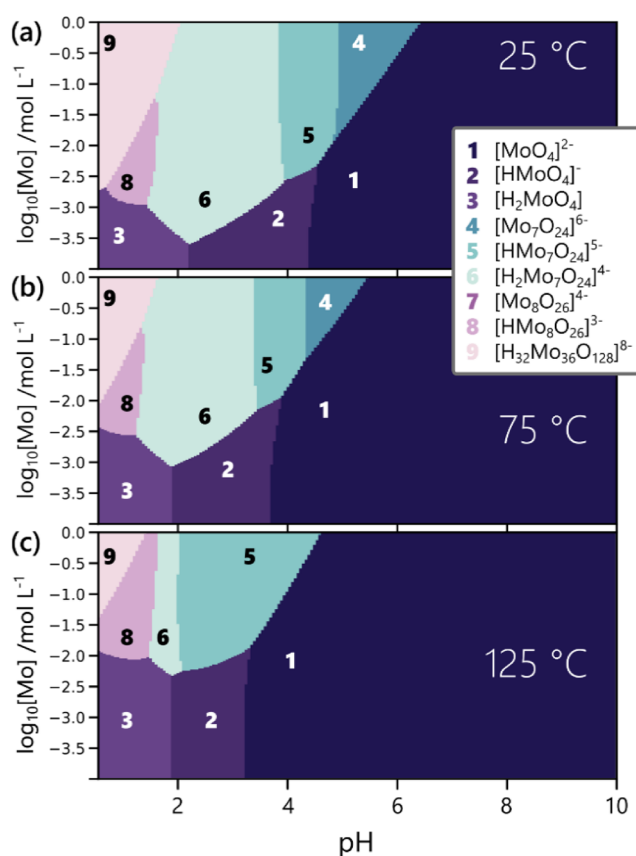 (a)
log₁₀[Mo] /mol L⁻¹
0.0
-0.5
-1.0
-1.5
-2.0
-2.5
-3.0
-3.5
9
8
3
6
5
2
4
1
25 °C
1 [MoO₄]²⁻
2 [HMoO₄]⁻
3 [H₂MoO₄]
4 [Mo₇O₂₄]⁶⁻
5 [HMo₇O₂₄]⁵⁻
6 [H₂Mo₇O₂₄]⁴⁻
7 [Mo₈O₂₆]⁴⁻
8 [HMo₈O₂₆]³⁻
9 [H₃₂Mo₃₆O₁₂₈]⁸⁻
(b)
log₁₀[Mo] /mol L⁻¹
0.0
-0.5
-1.0
-1.5
-2.0
-2.5
-3.0
-3.5
9
8
3
6
5
2
4
1
75 °C
(c)
log₁₀[Mo] /mol L⁻¹
0.0
-0.5
-1.0
-1.5
-2.0
-2.5
-3.0
-3.5
9
8
6
3
5
2
1
125 °C
2 4 6 8 10
pH